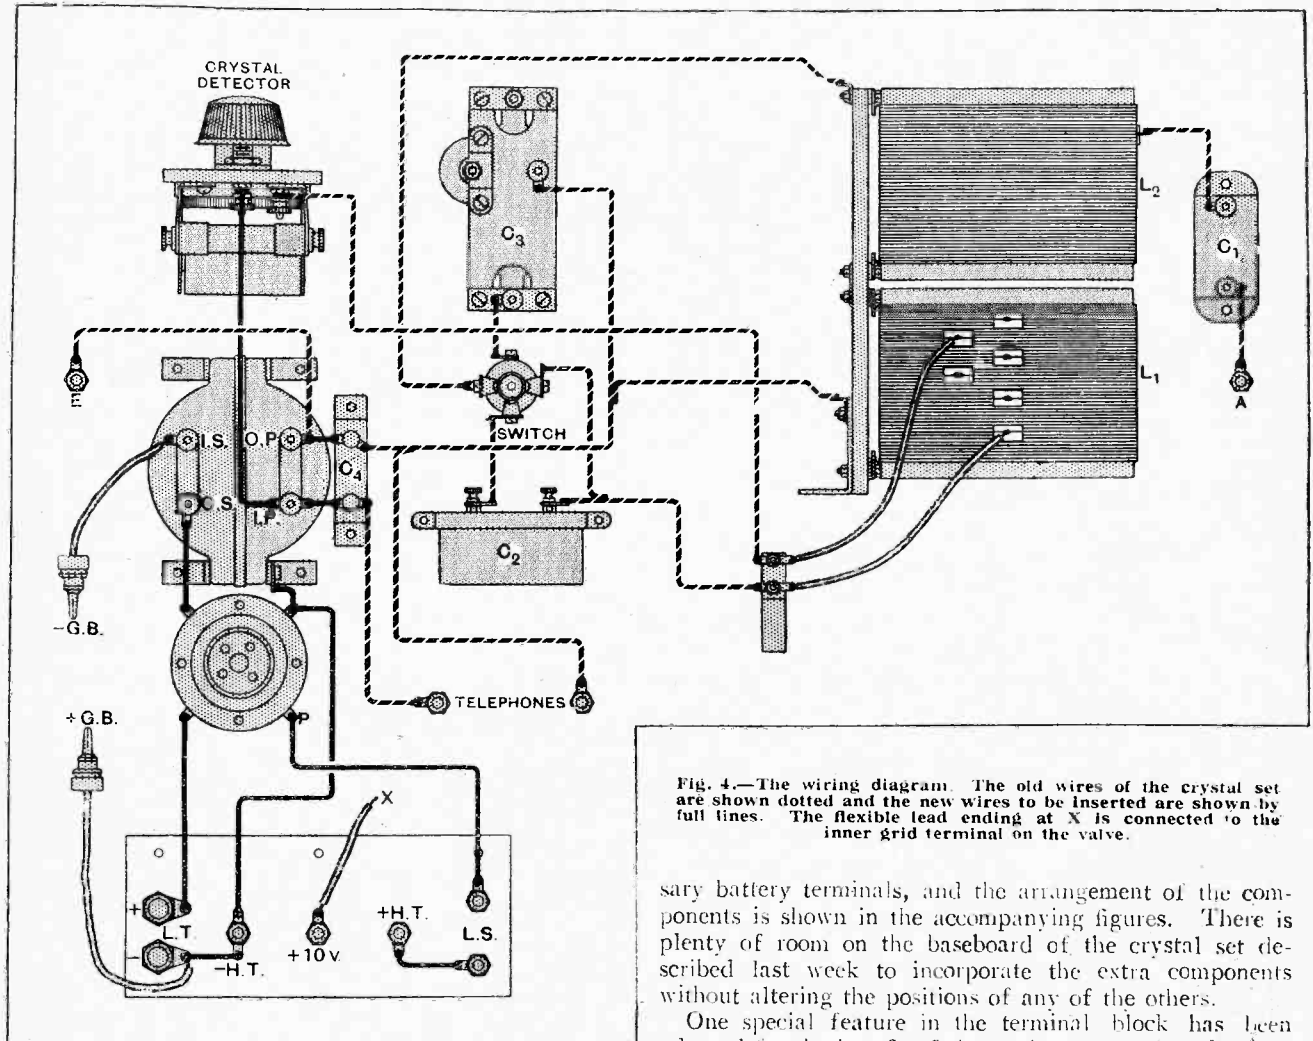 CRYSTAL
DETECTOR
C3
L2
C1
L1
E
A
I.S.
O.P.
C4
SWITCH
O.S.
I.P.
C2
-G.B.
TELEPHONES
+G.B.
P
X
+
L.T.
-
-H.T.
+10 v.
+H.T.
L.S.
Fig. 4.—The wiring diagram. The old wires of the crystal set
are shown dotted and the new wires to be inserted are shown by
full lines. The flexible lead ending at X is connected to the
inner grid terminal on the valve.
sary battery terminals, and the arrangement of the com-
ponents is shown in the accompanying figures. There is
plenty of room on the baseboard of the crystal set de-
scribed last week to incorporate the extra components
without altering the positions of any of the others.
One special feature in the terminal block has been